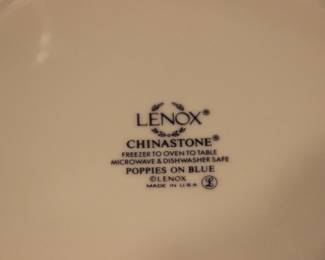 LENOX®
CHINASTONE®
FREEZER TO OVEN TO TABLE
MICROWAVE & DISHWASHER SAFE
POPPIES ON BLUE
©LENOX
MADE IN U.S.A